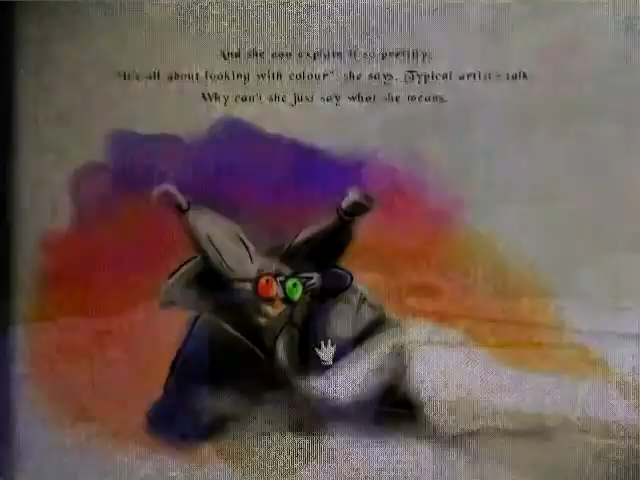 And she can explain it so prettily;
"It's all about looking with colour", she says. (Typical artist's talk
Why can't she just say what she means.